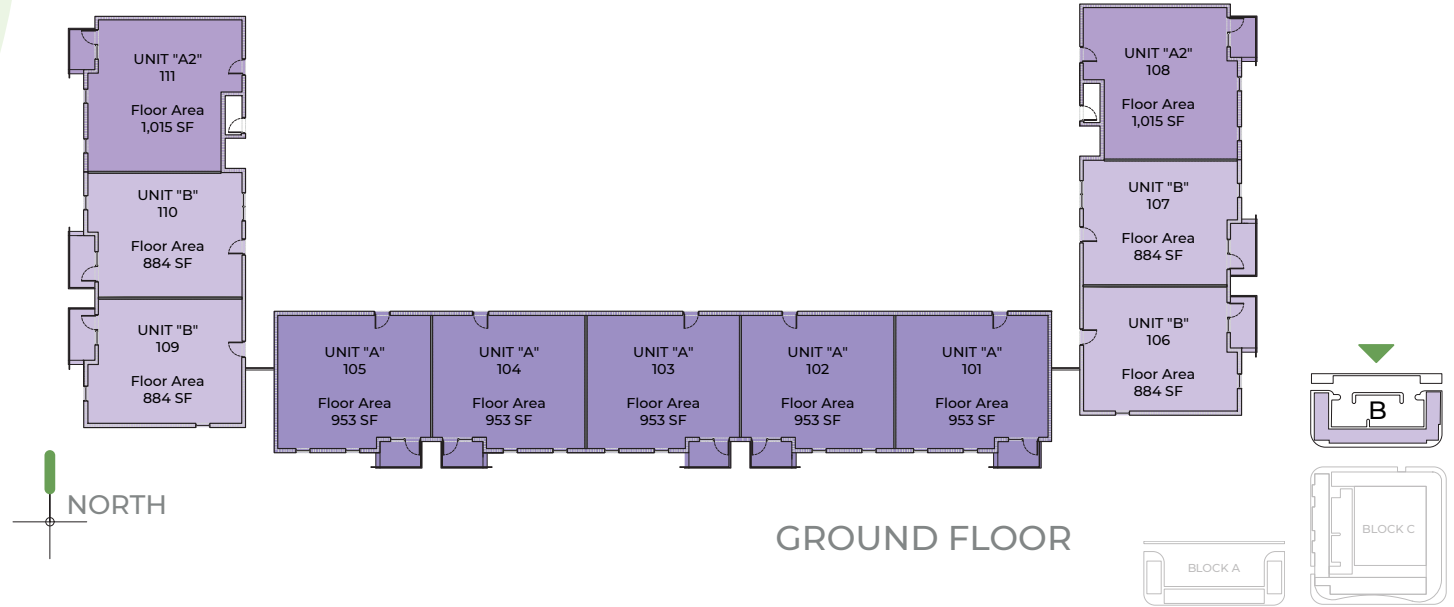 UNIT "A2"
111
Floor Area
1,015 SF
UNIT "A2"
108
Floor Area
1,015 SF
UNIT "B"
110
Floor Area
884 SF
UNIT "B"
107
Floor Area
884 SF
UNIT "B"
109
Floor Area
884 SF
UNIT "A"
105
Floor Area
953 SF
UNIT "A"
104
Floor Area
953 SF
UNIT "A"
103
Floor Area
953 SF
UNIT "A"
102
Floor Area
953 SF
UNIT "A"
101
Floor Area
953 SF
UNIT "B"
106
Floor Area
884 SF
B
NORTH
GROUND FLOOR
BLOCK A
BLOCK C